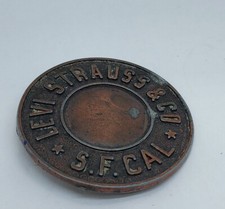 LEVI STRAUSS & CO
S.F. CAL